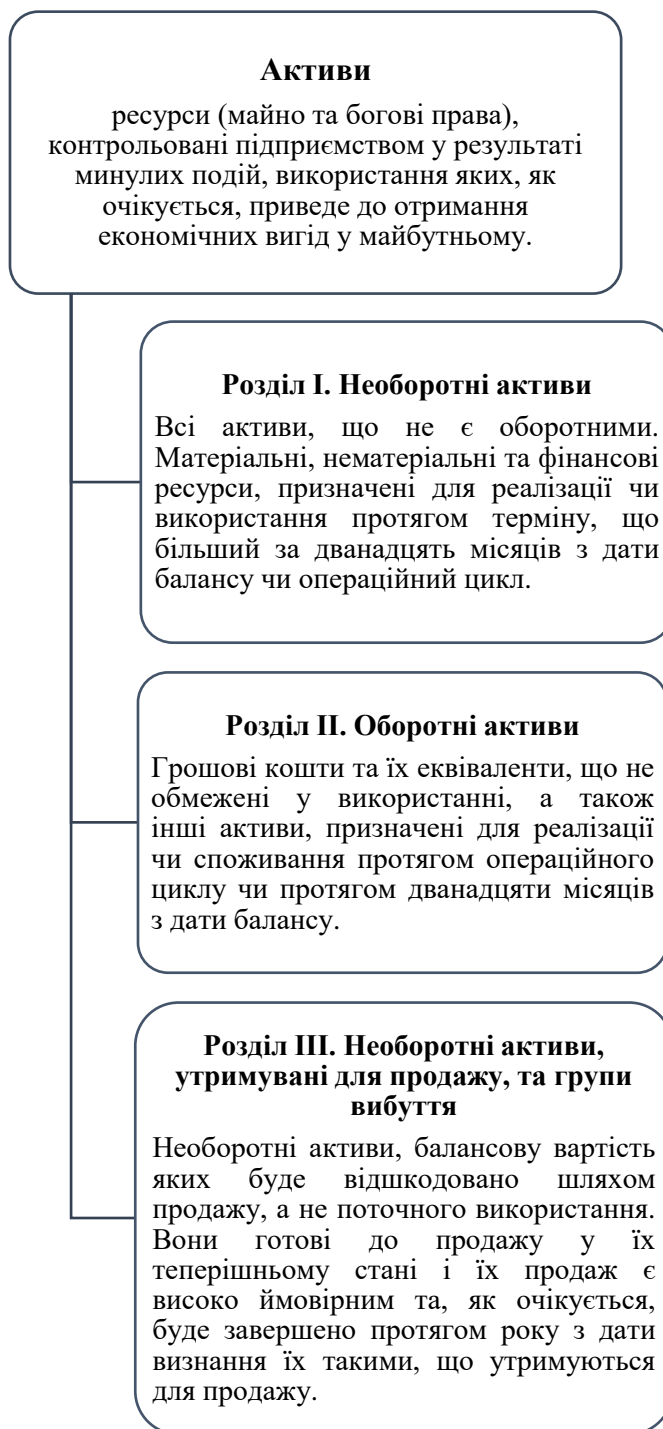 Активи
ресурси (майно та богові права),
контрольовані підприємством у результаті
минулих подій, використання яких, як
очікується, приведе до отримання
економічних вигід у майбутньому.
Розділ I. Необоротні активи
Всі активи, що не є оборотними.
Матеріальні, нематеріальні та фінансові
ресурси, призначені для реалізації чи
використання протягом терміну, що
більший за дванадцять місяців з дати
балансу чи операційний цикл.
Розділ II. Оборотні активи
Грошові кошти та їх еквіваленти, що не
обмежені у використанні, а також
інші активи, призначені для реалізації
чи споживання протягом операційного
циклу чи протягом дванадцяти місяців
з дати балансу.
Розділ III. Необоротні активи,
утримувані для продажу, та групи
вибуття
Необоротні активи, балансову вартість
яких буде відшкодовано шляхом
продажу, а не поточного використання.
Вони готові до продажу у їх
теперішньому стані і їх продаж є
високо ймовірним та, як очікується,
буде завершено протягом року з дати
визнання їх такими, що утримуються
для продажу.